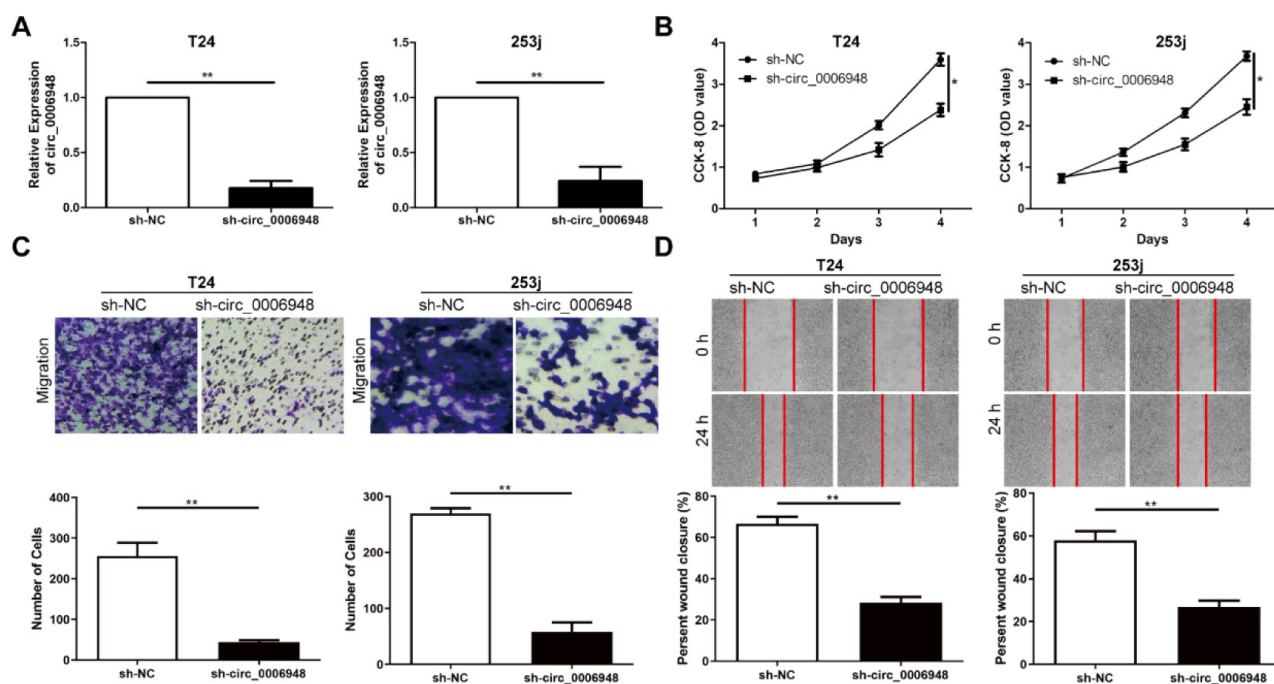 A
T24
Relative Expression
of circ_0006948
1.5
1.0
0.5
0.0
**
sh-NC
sh-circ_0006948
253j
Relative Expression
of circ_0006948
1.5
1.0
0.5
0.0
**
sh-NC
sh-circ_0006948
B
T24
CCK-8 (OD value)
4
3
2
1
0
sh-NC
sh-circ_0006948
*
1
2
3
4
Days
253j
CCK-8 (OD value)
4
3
2
1
0
sh-NC
sh-circ_0006948
*
1
2
3
4
Days
C
T24
sh-NC
sh-circ_0006948
Migration
253j
sh-NC
sh-circ_0006948
Migration
Number of Cells
400
300
200
100
0
**
sh-NC
sh-circ_0006948
Number of Cells
300
200
100
0
**
sh-NC
sh-circ_0006948
D
T24
sh-NC
sh-circ_0006948
0 h
24 h
253j
sh-NC
sh-circ_0006948
0 h
24 h
Persent wound closure (%)
80
60
40
20
0
**
sh-NC
sh-circ_0006948
Persent wound closure (%)
80
60
40
20
0
**
sh-NC
sh-circ_0006948